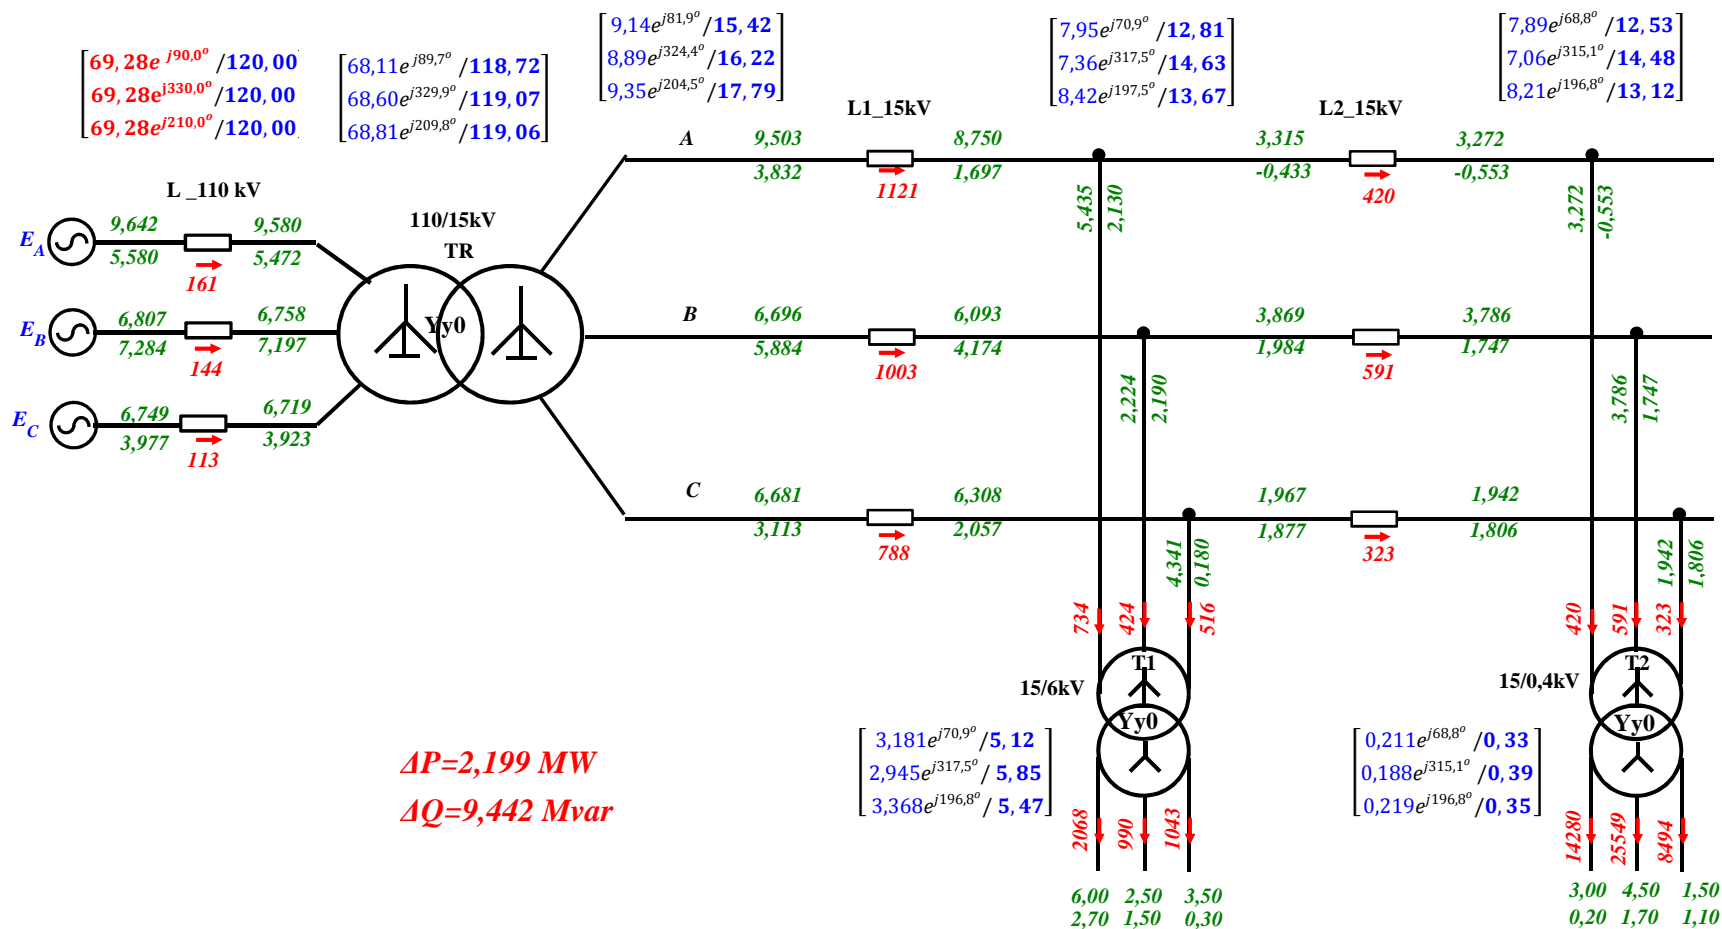 69,28e^j90,0° /120,00
69,28e^j330,0° /120,00
69,28e^j210,0° /120,00
68,11e^j89,7° /118,72
68,60e^j329,9° /119,07
68,81e^j209,8° /119,06
9,14e^j81,9° /15,42
8,89e^j324,4° /16,22
9,35e^j204,5° /17,79
7,95e^j70,9° /12,81
7,36e^j317,5° /14,63
8,42e^j197,5° /13,67
7,89e^j68,8° /12,53
7,06e^j315,1° /14,48
8,21e^j196,8° /13,12
L1_15kV
L2_15kV
A
9,503
8,750
3,315
3,272
3,832
1,697
-0,433
-0,553
1121
420
L _110 kV
110/15kV
TR
E_A
9,642
9,580
5,580
5,472
161
5,435
2,130
3,272
-0,553
E_B
6,807
6,758
7,284
7,197
144
Yy0
B
6,696
6,093
3,869
3,786
5,884
4,174
1,984
1,747
1003
591
2,224
2,190
3,786
1,747
E_C
6,749
6,719
3,977
3,923
113
C
6,681
6,308
1,967
1,942
3,113
2,057
1,877
1,806
788
323
4,341
0,180
1,942
1,806
734
424
516
420
591
323
T1
T2
15/6kV
15/0,4kV
Yy0
Yy0
3,181e^j70,9° /5,12
2,945e^j317,5° /5,85
3,368e^j196,8° /5,47
0,211e^j68,8° /0,33
0,188e^j315,1° /0,39
0,219e^j196,8° /0,35
ΔP=2,199 MW
ΔQ=9,442 Mvar
2068
990
1043
14280
25549
8494
6,00
2,50
3,50
3,00
4,50
1,50
2,70
1,50
0,30
0,20
1,70
1,10